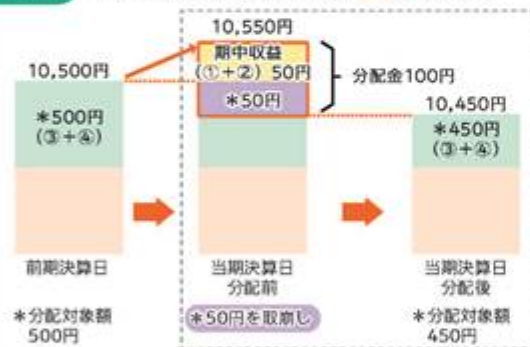 10,550円
期中収益
(①+②) 50円
*50円
分配金100円
10,500円
*500円
(③+④)
10,450円
*450円
(③+④)
前期決算日
当期決算日
分配前
当期決算日
分配後
*分配対象額
500円
*50円を取崩し
*分配対象額
450円